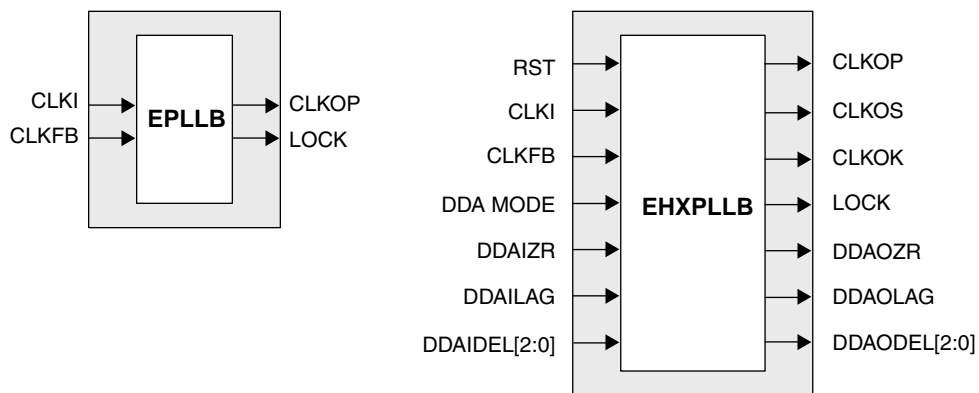 CLKI
CLKFB
EPLLB
CLKOP
LOCK
RST
CLKI
CLKFB
DDA MODE
DDAIZR
DDAILAG
DDAIDEL[2:0]
EHXPLLB
CLKOP
CLKOS
CLKOK
LOCK
DDAOZR
DDAOLAG
DDAODEL[2:0]